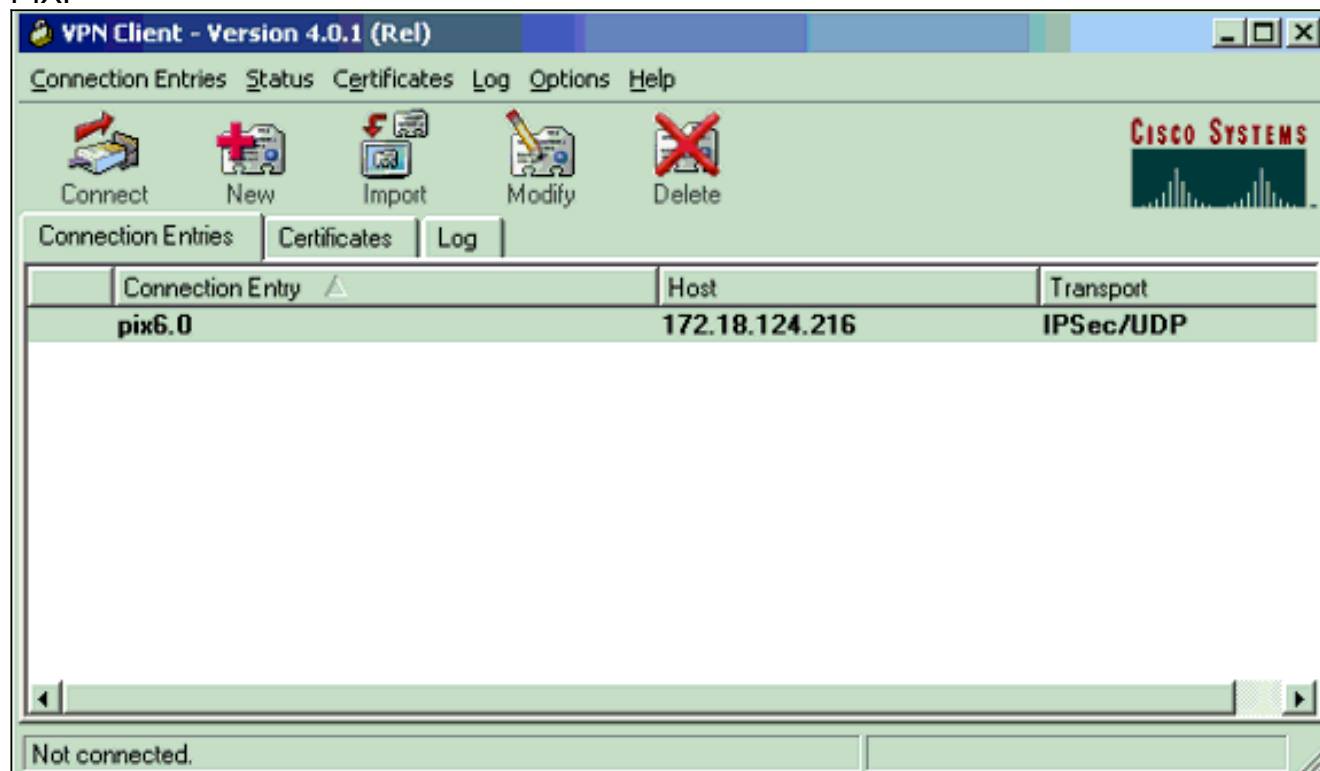 PIX.
VPN Client - Version 4.0.1 (Rel)
Connection Entries Status Certificates Log Options Help
CISCO SYSTEMS
Connect New Import Modify Delete
Connection Entries Certificates Log
Connection Entry Host Transport
pix6.0 172.18.124.216 IPSec/UDP
Not connected.